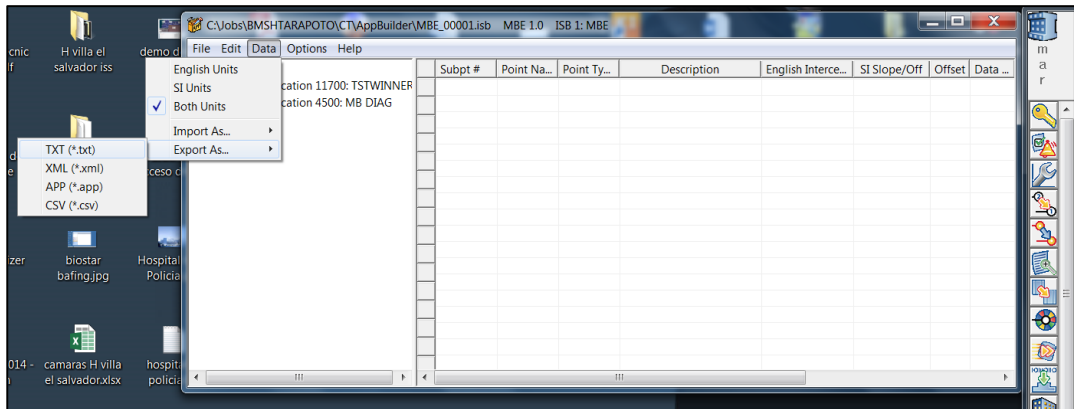 C:\Jobs\BMSHTARAPOTO\CT\AppBuilder\MBE_00001.isb MBE 1.0 ISB 1: MBE
File Edit Data Options Help
English Units
SI Units
Both Units
Import As...
Export As...
TXT (*.txt)
XML (*.xml)
APP (*.app)
CSV (*.csv)
cation 11700: TSTWINNER
cation 4500: MB DIAG
Subpt # Point Na... Point Ty... Description English Interce... SI Slope/Off Offset Data ...
cnic
lf
H villa el
salvador iss
demo d
d
e
cceso c
zer
biostar
bafing.jpg
Hospital
Policia
014 -
camaras H villa
el salvador.xlsx
hospita
policia
m
a
r